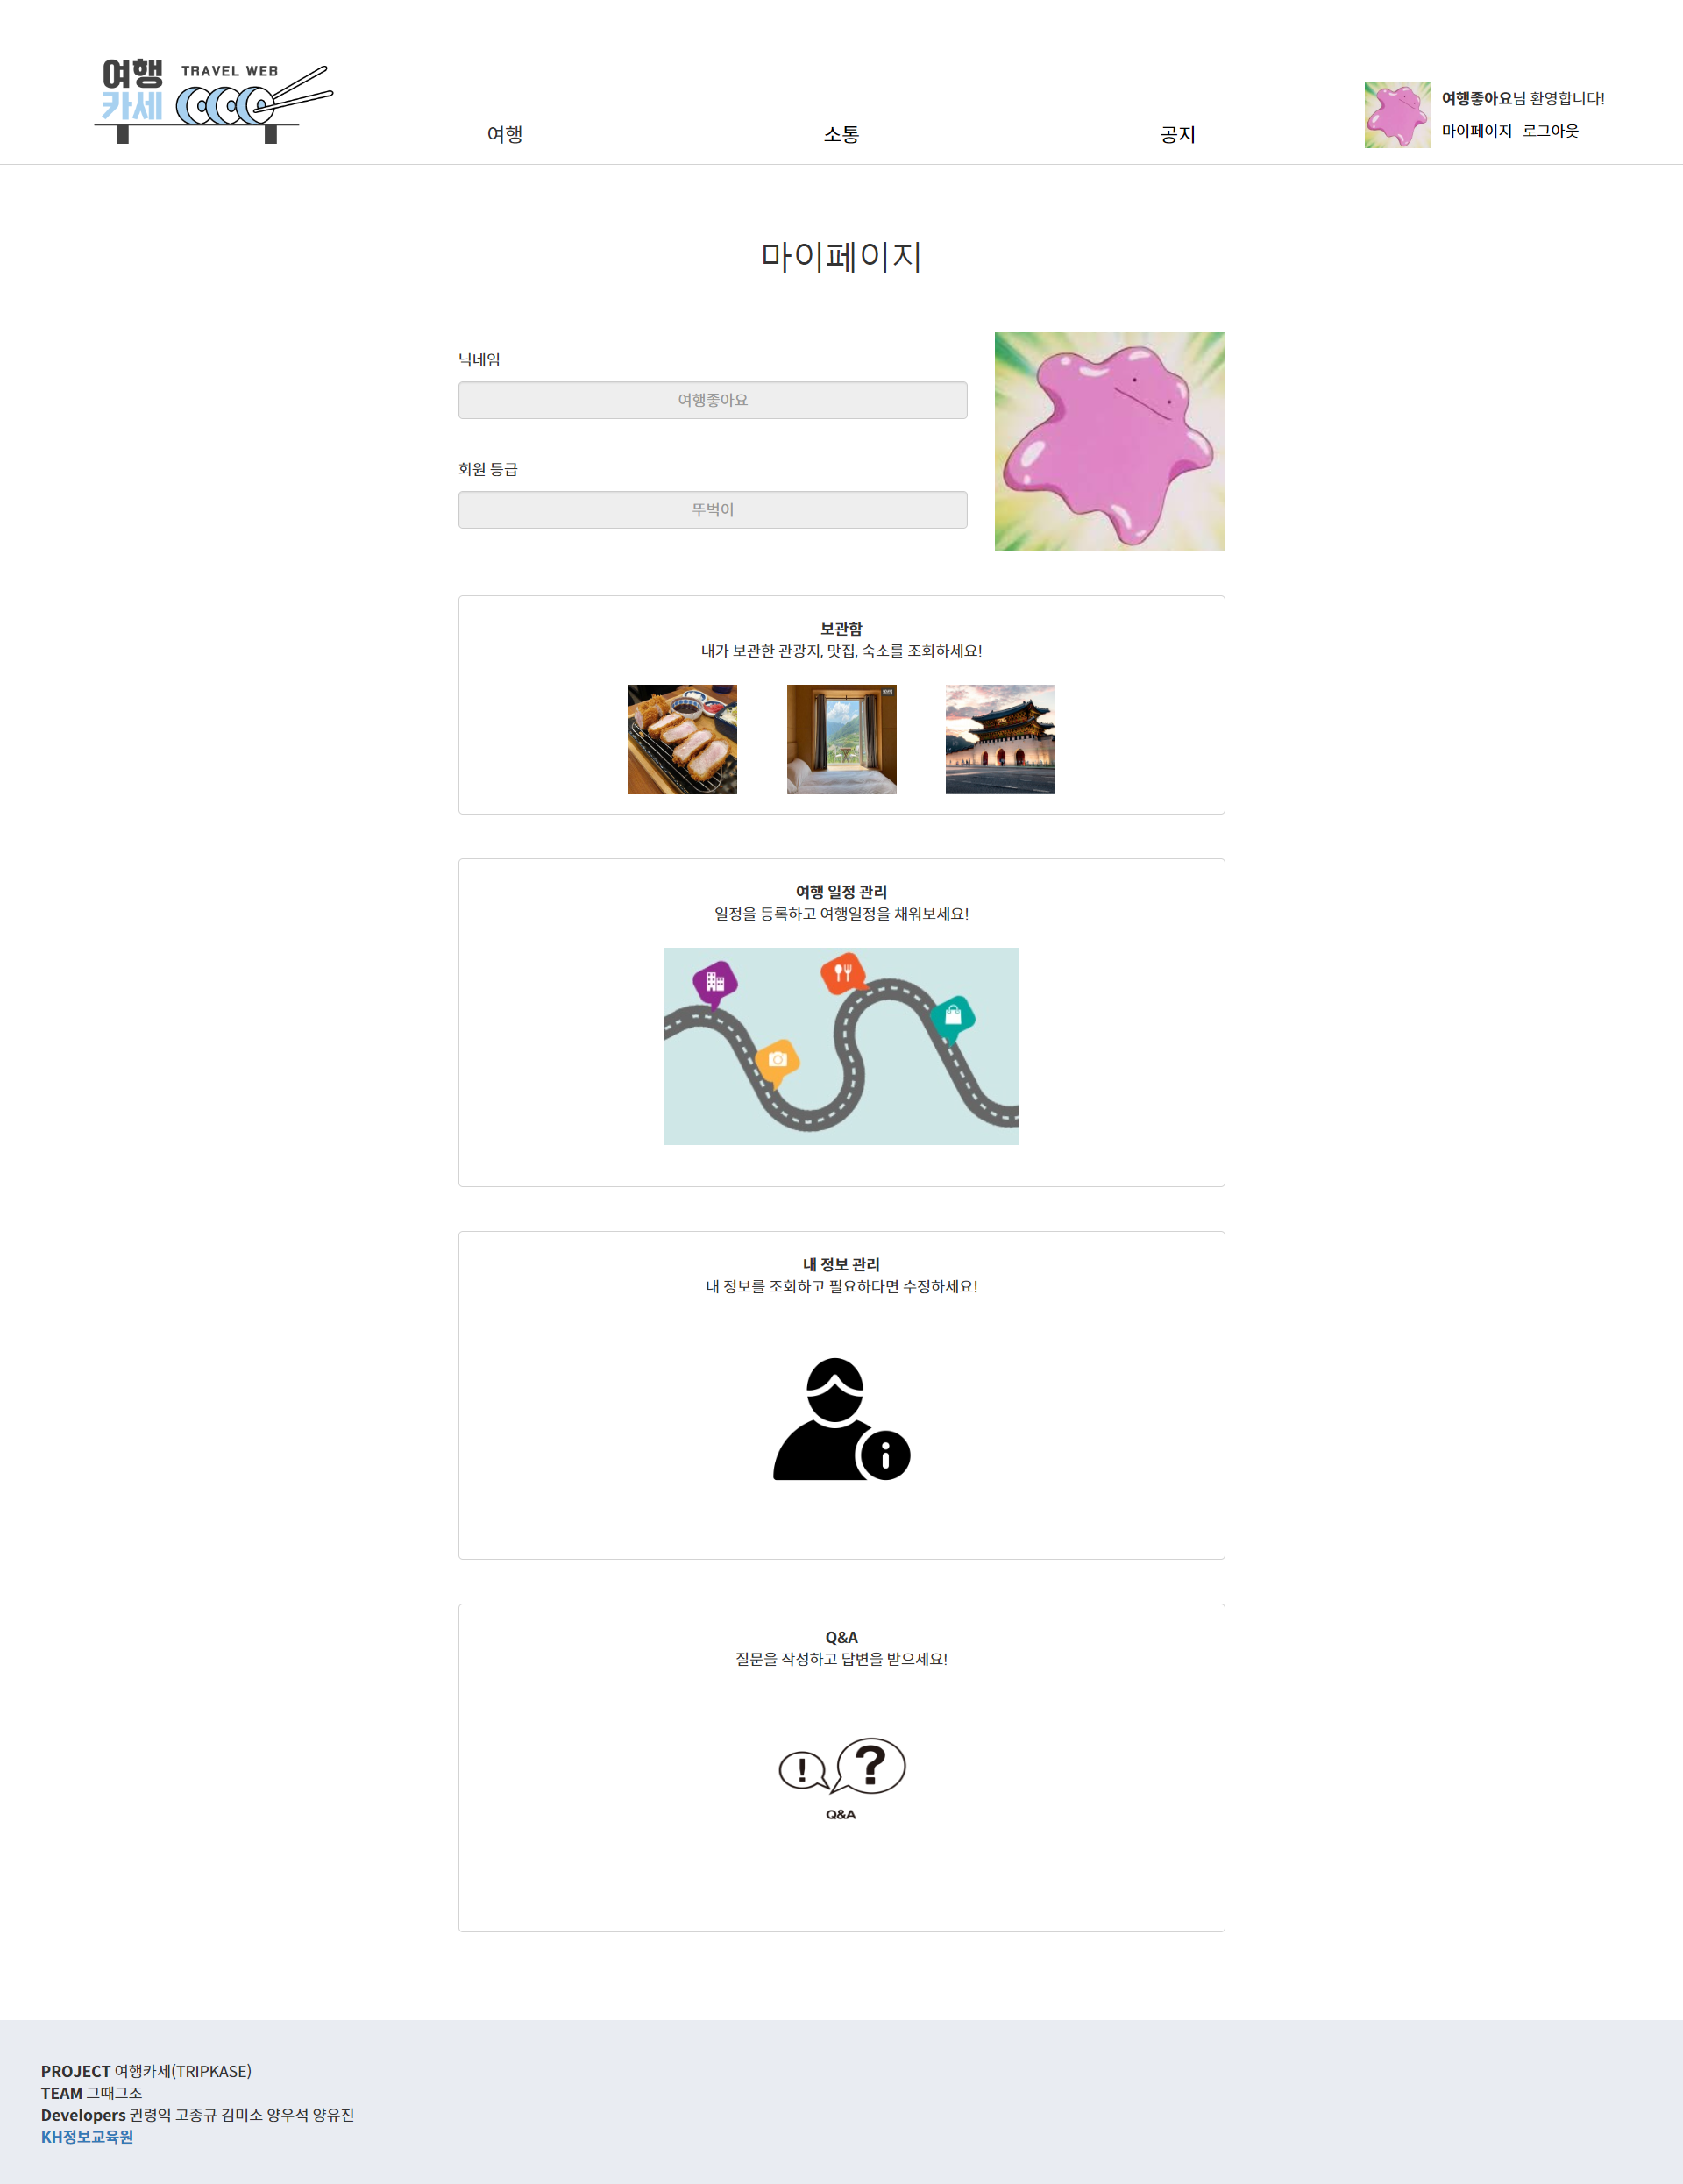 여행
카세
TRAVEL WEB
여행
소통
공지
여행좋아요님 환영합니다!
마이페이지 로그아웃
마이페이지
닉네임
여행좋아요
회원 등급
뚜벅이
보관함
내가 보관한 관광지, 맛집, 숙소를 조회하세요!
여행 일정 관리
일정을 등록하고 여행일정을 채워보세요!
내 정보 관리
내 정보를 조회하고 필요하다면 수정하세요!
Q&A
질문을 작성하고 답변을 받으세요!
! ?
Q&A
PROJECT 여행카세(TRIPKASE)
TEAM 그때그조
Developers 권령익 고종규 김미소 양우석 양유진
KH정보교육원